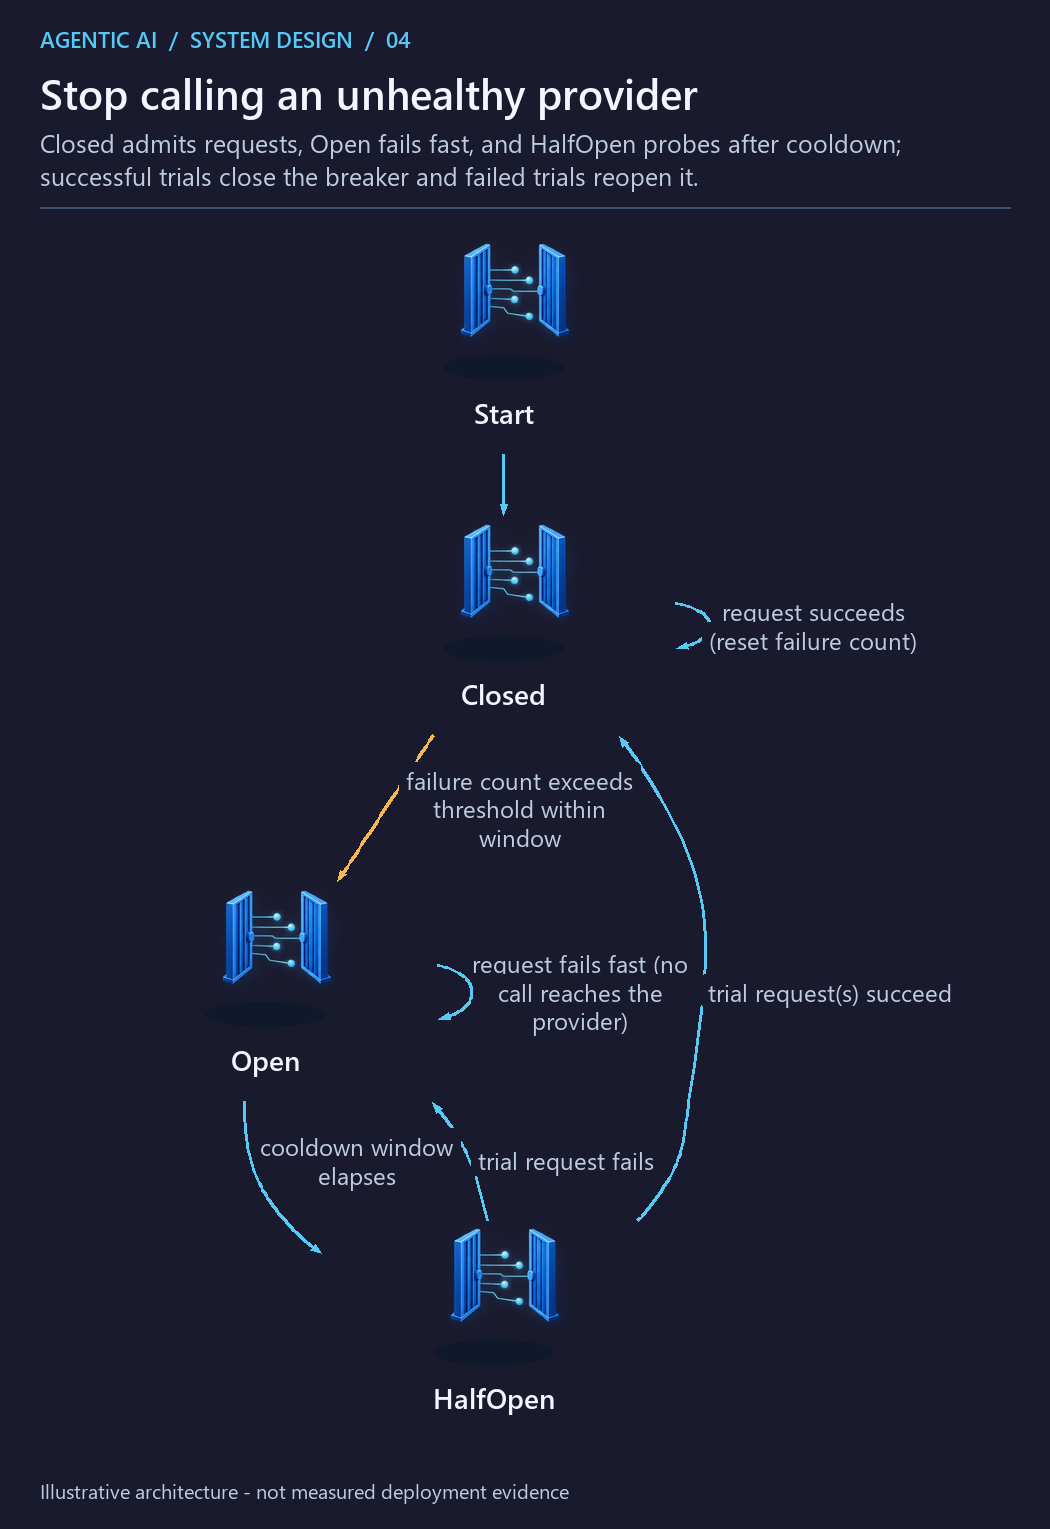 AGENTIC AI / SYSTEM DESIGN / 04
Stop calling an unhealthy provider
Closed admits requests, Open fails fast, and HalfOpen probes after cooldown;
successful trials close the breaker and failed trials reopen it.
Start
request succeeds
(reset failure count)
Closed
failure count exceeds
threshold within
window
request fails fast (no
call reaches the
provider)
trial request(s) succeed
Open
cooldown window
elapses
trial request fails
HalfOpen
Illustrative architecture - not measured deployment evidence